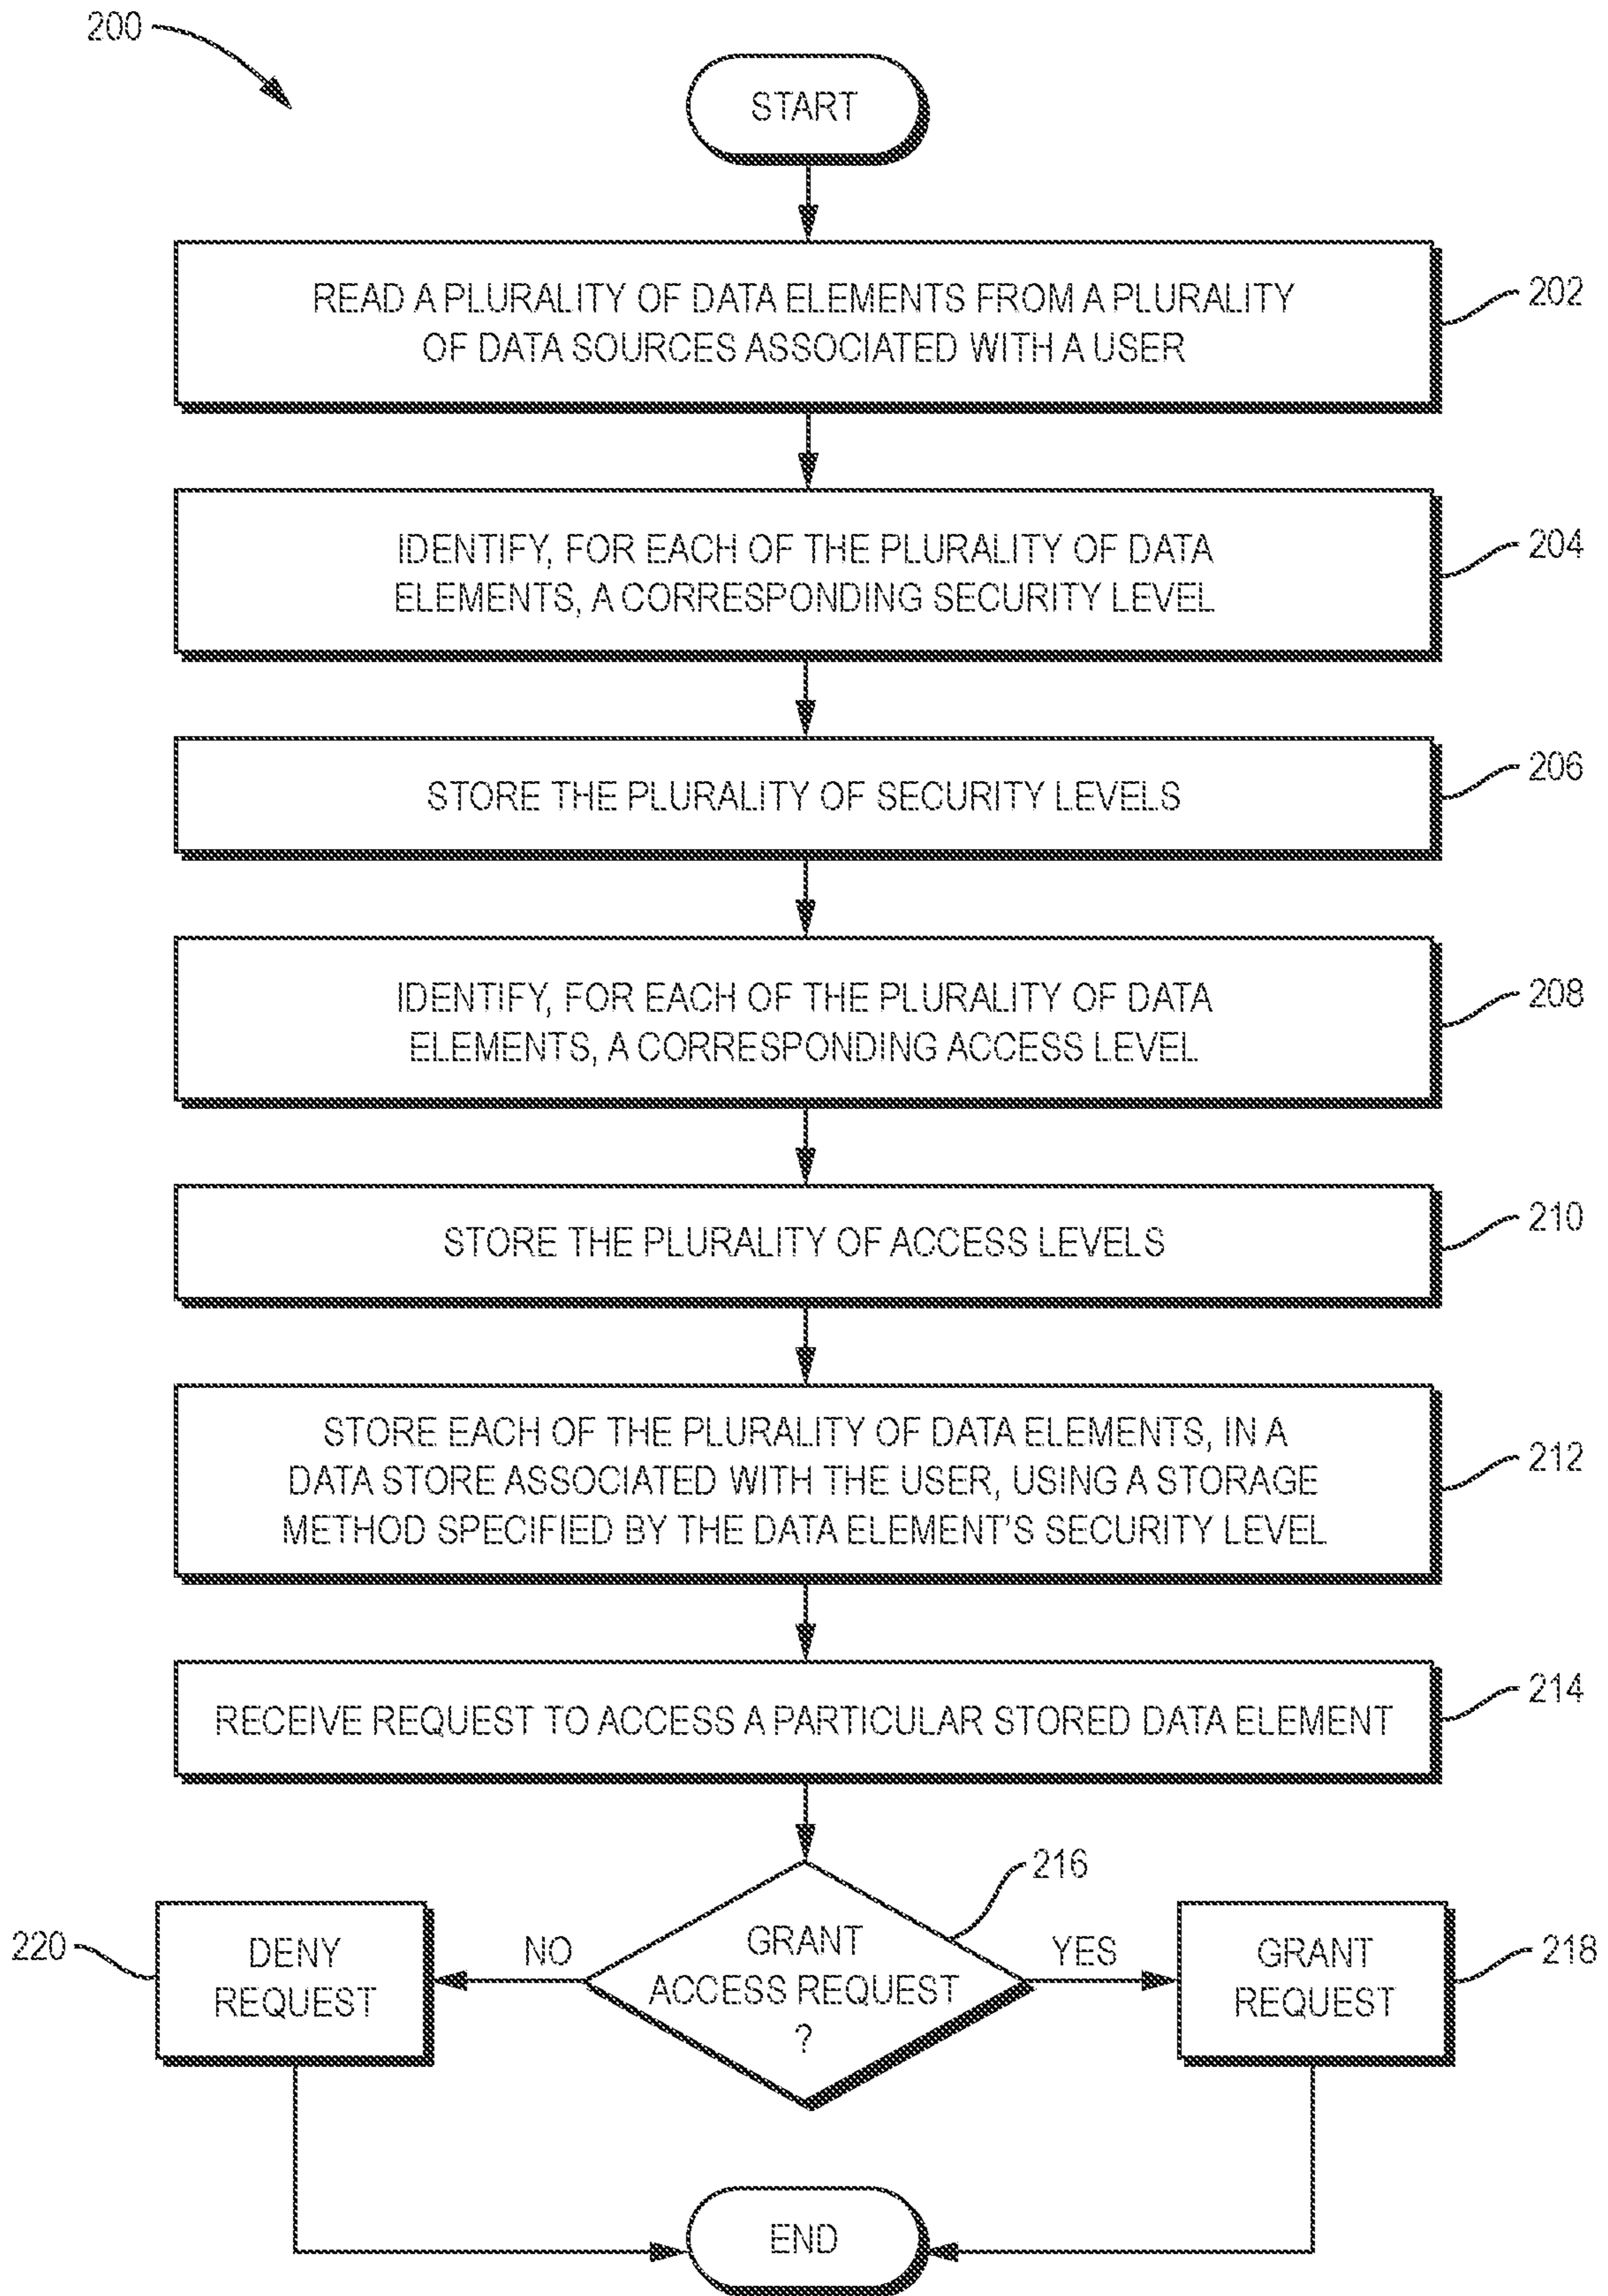 200
START
READ A PLURALITY OF DATA ELEMENTS FROM A PLURALITY
OF DATA SOURCES ASSOCIATED WITH A USER
202
IDENTIFY, FOR EACH OF THE PLURALITY OF DATA
ELEMENTS, A CORRESPONDING SECURITY LEVEL
204
STORE THE PLURALITY OF SECURITY LEVELS
206
IDENTIFY, FOR EACH OF THE PLURALITY OF DATA
ELEMENTS, A CORRESPONDING ACCESS LEVEL
208
STORE THE PLURALITY OF ACCESS LEVELS
210
STORE EACH OF THE PLURALITY OF DATA ELEMENTS, IN A
DATA STORE ASSOCIATED WITH THE USER, USING A STORAGE
METHOD SPECIFIED BY THE DATA ELEMENT'S SECURITY LEVEL
212
RECEIVE REQUEST TO ACCESS A PARTICULAR STORED DATA ELEMENT
214
216
220
DENY
REQUEST
NO
GRANT
ACCESS REQUEST
?
YES
GRANT
REQUEST
218
END